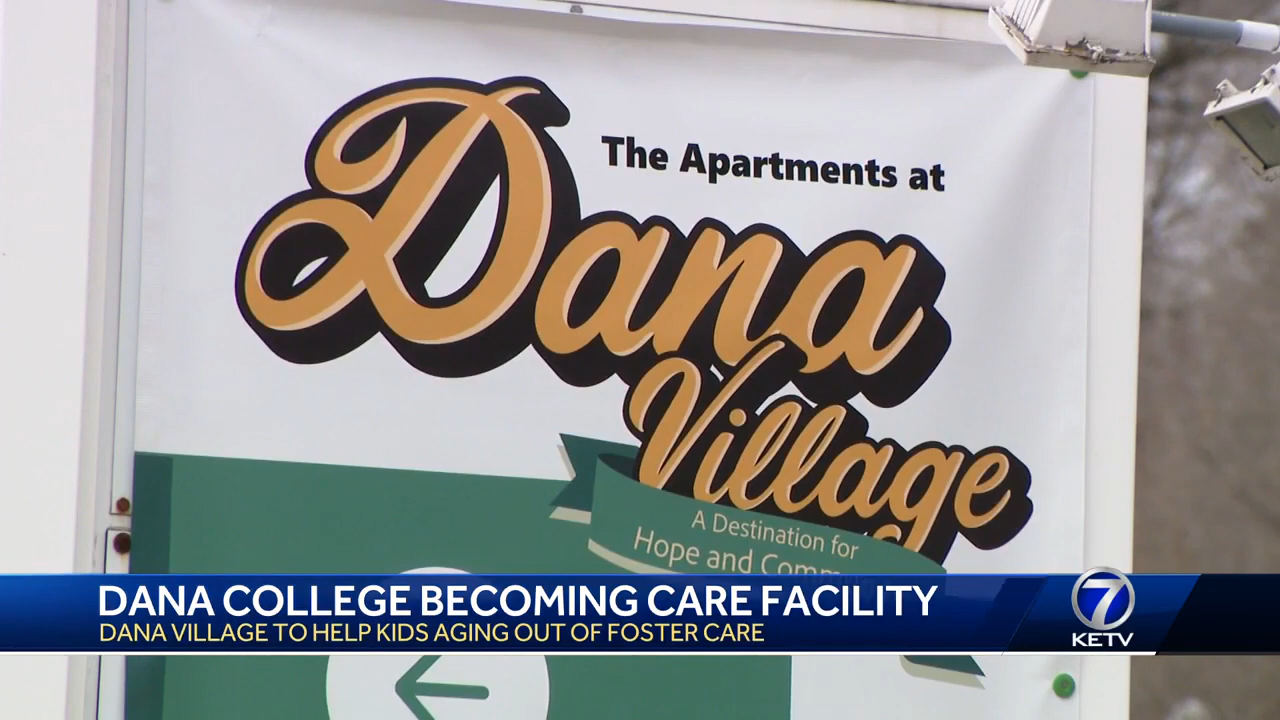 The Apartments at
Dana
Village
A Destination for
Hope and
DANA COLLEGE BECOMING CARE FACILITY
DANA VILLAGE TO HELP KIDS AGING OUT OF FOSTER CARE
7
KETV